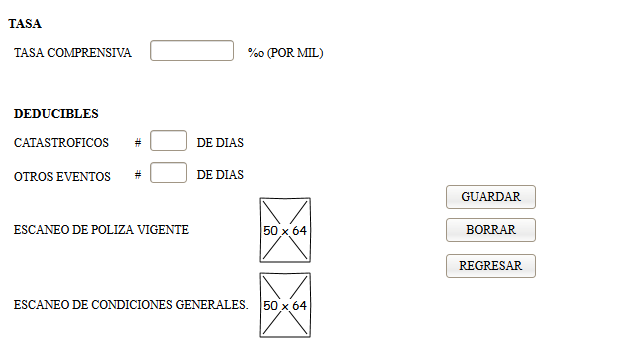 TASA
TASA COMPRENSIVA %o (POR MIL)
DEDUCIBLES
CATASTROFICOS # DE DIAS
OTROS EVENTOS # DE DIAS
GUARDAR
ESCANEO DE POLIZA VIGENTE 50 x 64 BORRAR
REGRESAR
ESCANEO DE CONDICIONES GENERALES. 50 x 64